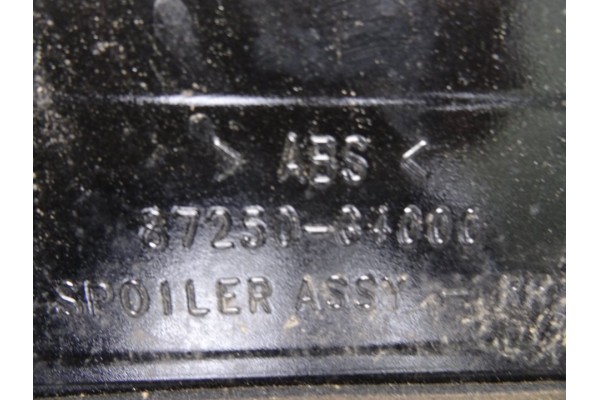 > ABS <
87250-34000
SPOILER ASSY -